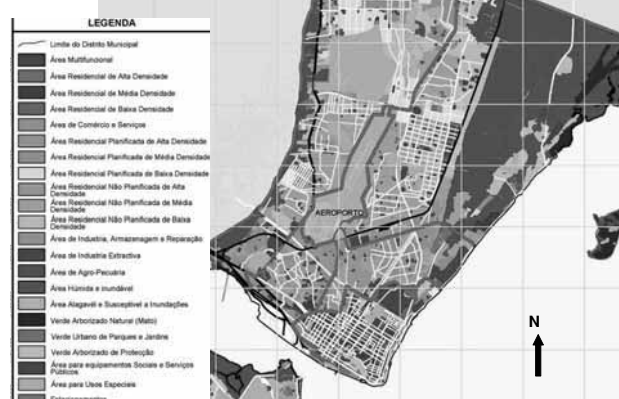 LEGENDA
Limite do Distrito Municipal
Área Multifuncional
Área Residencial de Alta Densidade
Área Residencial de Média Densidade
Área Residencial de Baixa Densidade
Área de Comércio e Serviços
Área Residencial Planificada de Alta Densidade
Área Residencial Planificada de Média Densidade
Área Residencial Planificada de Baixa Densidade
Área Residencial Não Planificada de Alta
Densidade
Área Residencial Não Planificada de Média
Densidade
Área Residencial Não Planificada de Baixa
Densidade
Área de Industria, Armazenagem e Reparação
Área de Industria Extractiva
Área de Agro-Pecuária
Área Húmida e inundável
Área Alagavél e Susceptivel a Inundações
Verde Arborizado Natural (Mato)
Verde Urbano de Parques e Jardins
Verde Arborizado de Protecção
Área para equipamentos Sociais e Serviços
Públicos
Área para Usos Especiais
AEROPORTO
N